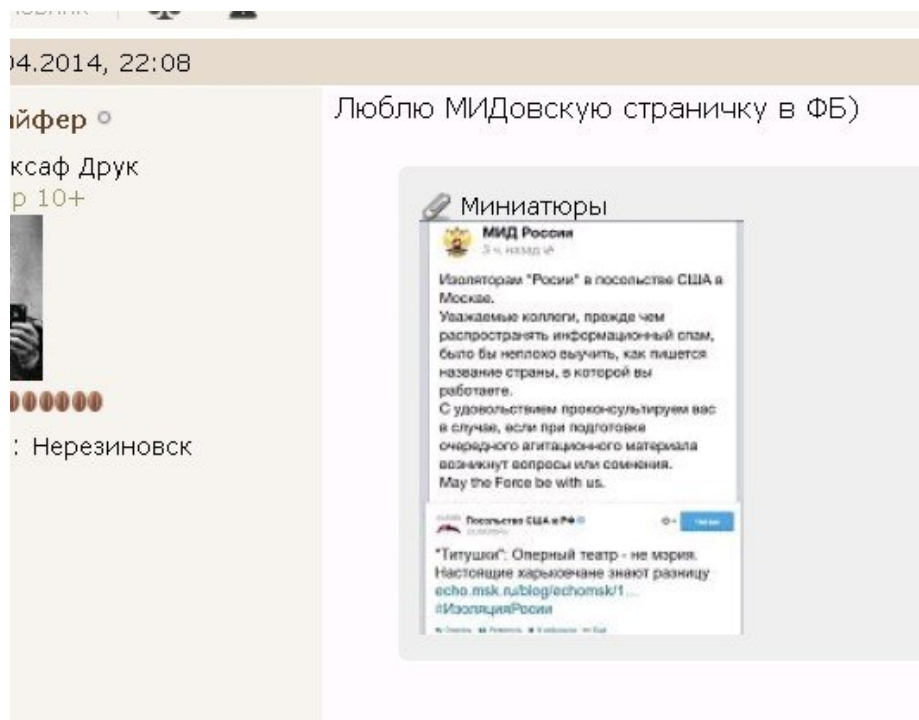 04.2014, 22:08
йфер
ксаф Друк
р 10+
: Нерезиновск
Люблю МИДовскую страничку в ФБ)
Миниатюры
МИД России
3 ч. назад
Изоляторам "Росии" в посольстве США в
Москве.
Уважаемые коллеги, прежде чем
распространять информационный спам,
было бы неплохо выучить, как пишется
название страны, в которой вы
работаете.
С удовольствием проконсультируем вас
в случае, если при подготовке
очередного агитационного материала
возникнут вопросы или сомнения.
May the Force be with us.
Посольство США в РФ
"Титушки": Оперный театр - не мэрия.
Настоящие харьковчане знают разницу
echo.msk.ru/blog/echomsk/1...
#ИзоляцияРосии